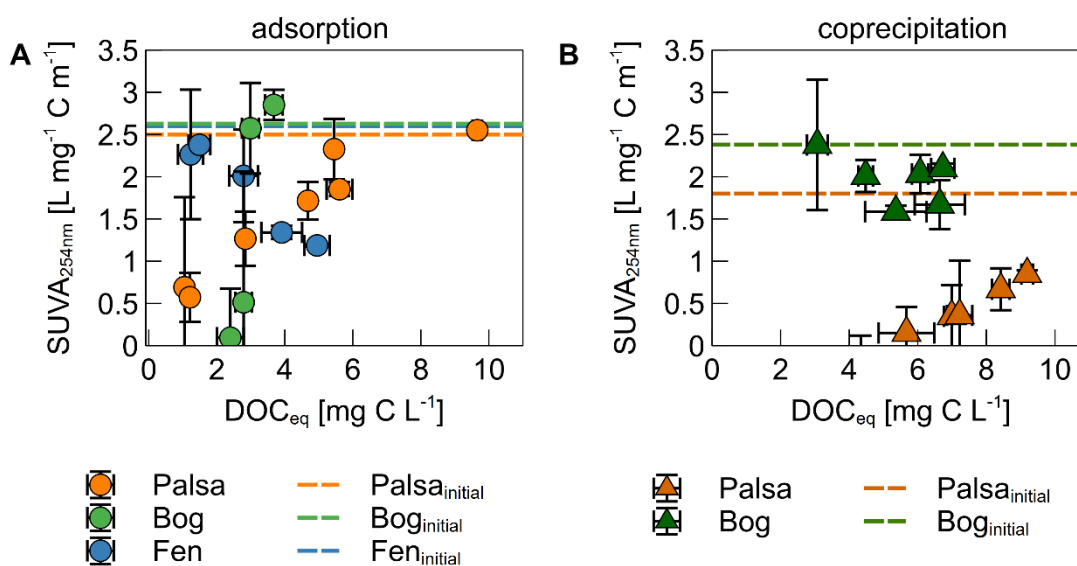 A adsorption
SUVA254nm [L mg-1 C m-1]
3.5
3
2.5
2
1.5
1
0.5
0
0 2 4 6 8 10
DOCeq [mg C L-1]
Palsa Palsainitial
Bog Boginitial
Fen Feninitial
B coprecipitation
SUVA254nm [L mg-1 C m-1]
3.5
3
2.5
2
1.5
1
0.5
0
0 2 4 6 8 10
DOCeq [mg C L-1]
Palsa Palsainitial
Bog Boginitial